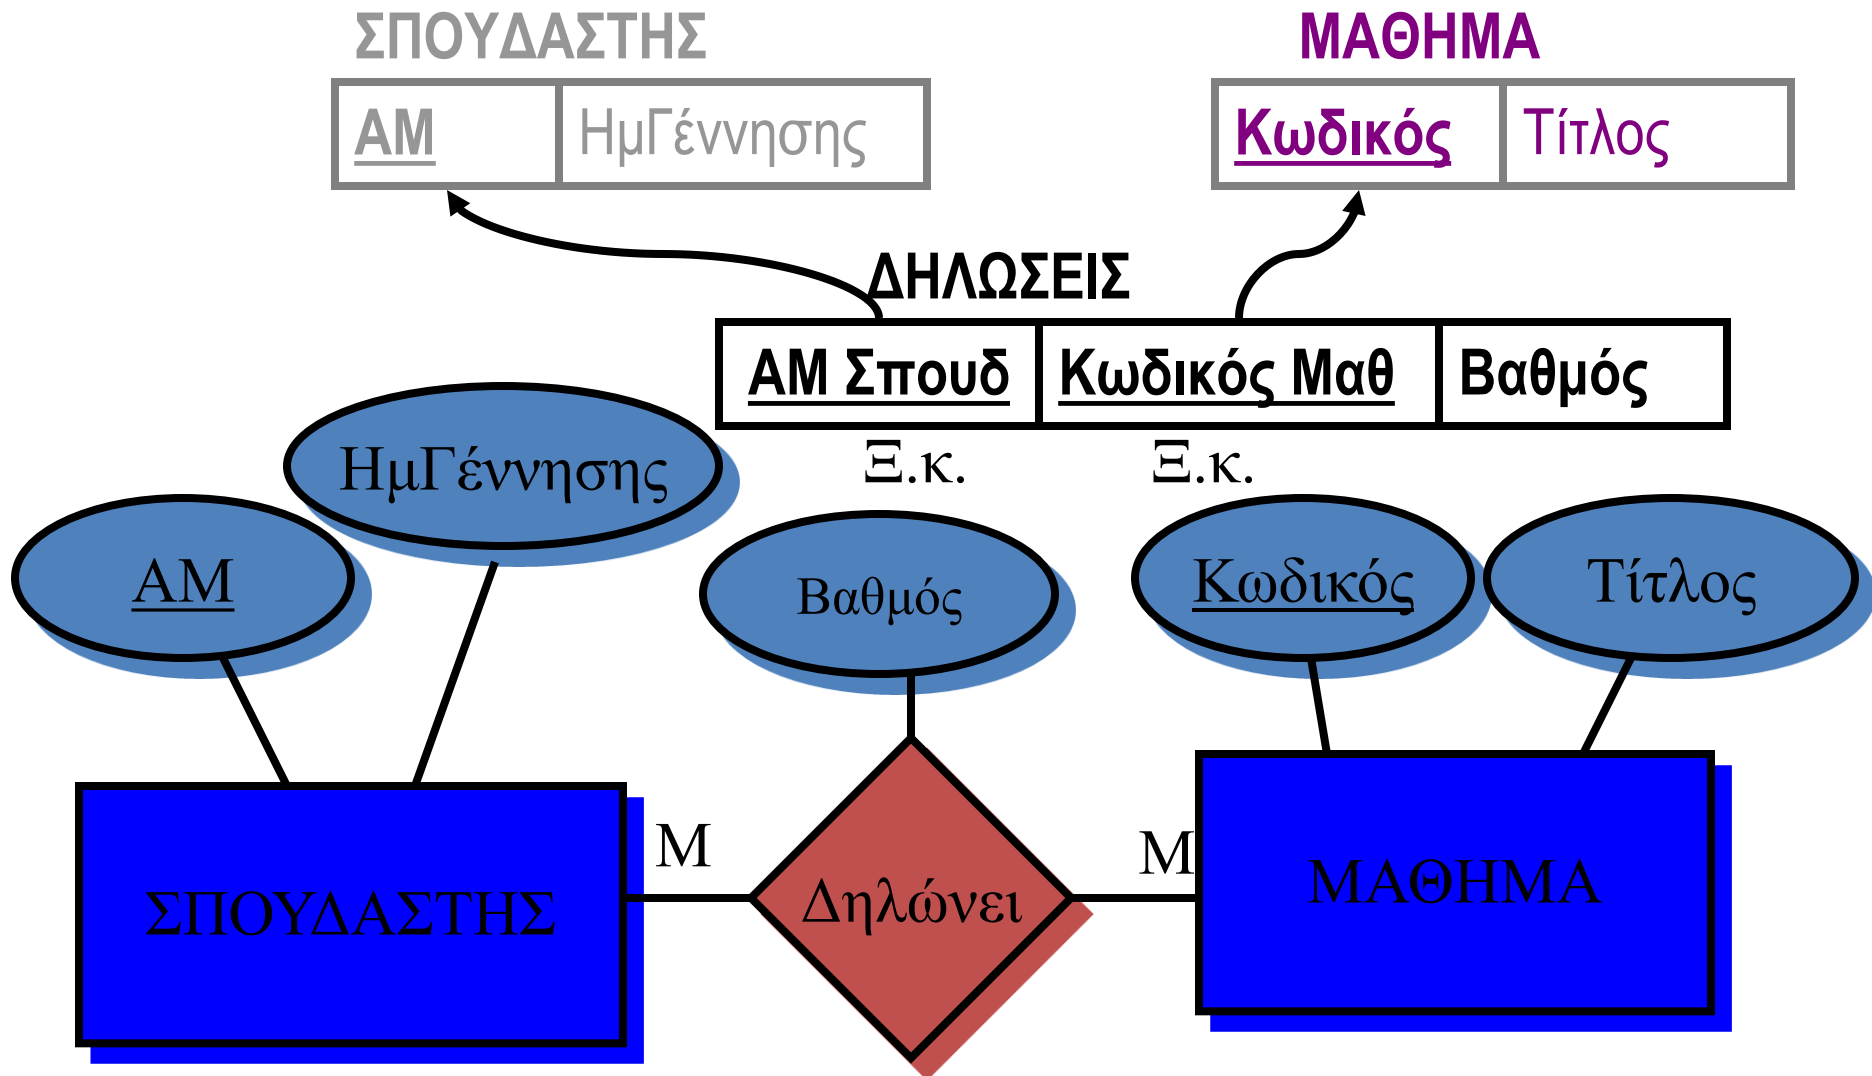 ΣΠΟΥΔΑΣΤΗΣ
ΜΑΘΗΜΑ
ΑΜ ΗμΓέννησης
Κωδικός Τίτλος
ΔΗΛΩΣΕΙΣ
ΑΜ Σπουδ Κωδικός Μαθ Βαθμός
Ξ.κ. Ξ.κ.
ΗμΓέννησης
ΑΜ
Βαθμός
Κωδικός
Τίτλος
Μ
Μ
ΣΠΟΥΔΑΣΤΗΣ
Δηλώνει
ΜΑΘΗΜΑ